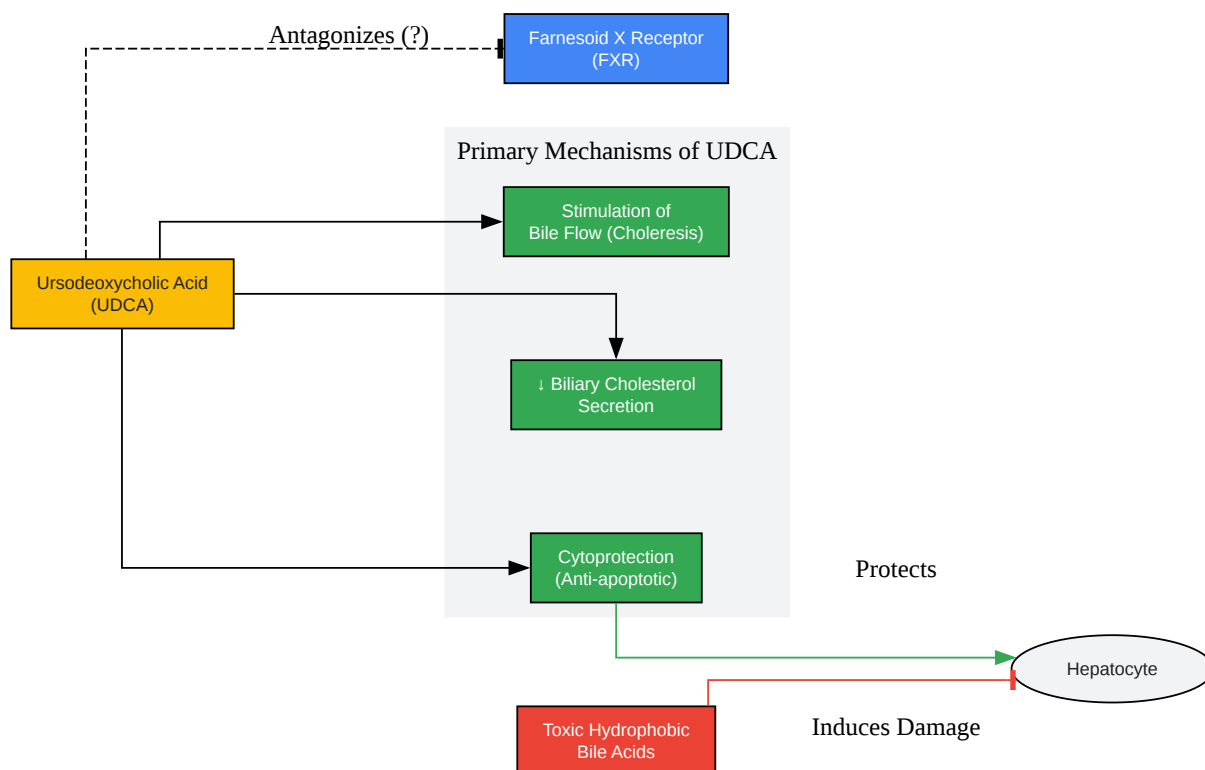 Antagonizes (?)
Farnesoid X Receptor
(FXR)
Primary Mechanisms of UDCA
Stimulation of
Bile Flow (Choleresis)
Ursodeoxycholic Acid
(UDCA)
↓ Biliary Cholesterol
Secretion
Cytoprotection
(Anti-apoptotic)
Protects
Hepatocyte
Toxic Hydrophobic
Bile Acids
Induces Damage